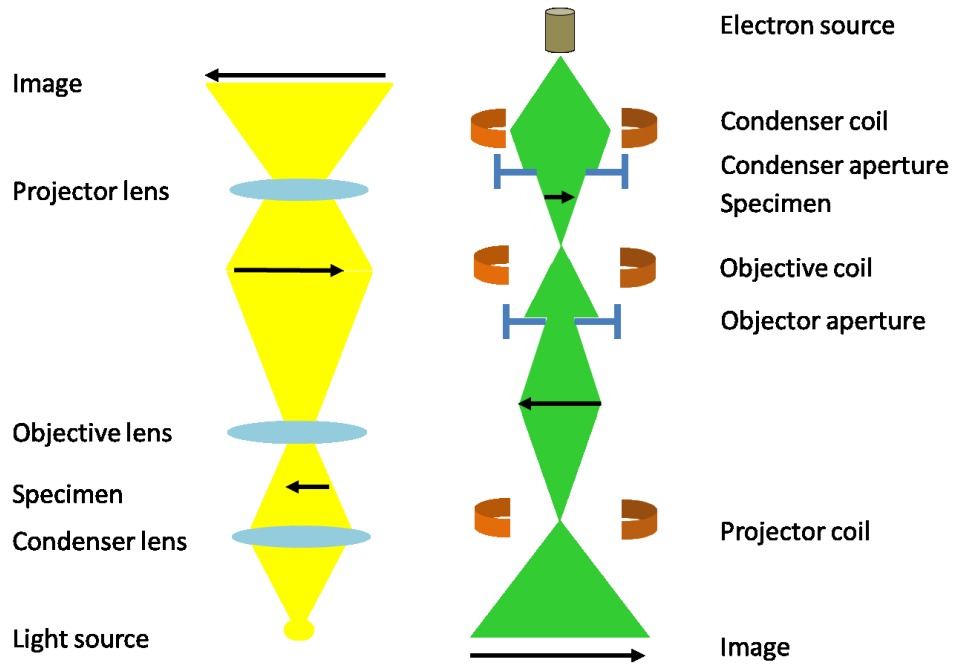 Image
Projector lens
Objective lens
Specimen
Condenser lens
Light source
Electron source
Condenser coil
Condenser aperture
Specimen
Objective coil
Objector aperture
Projector coil
Image